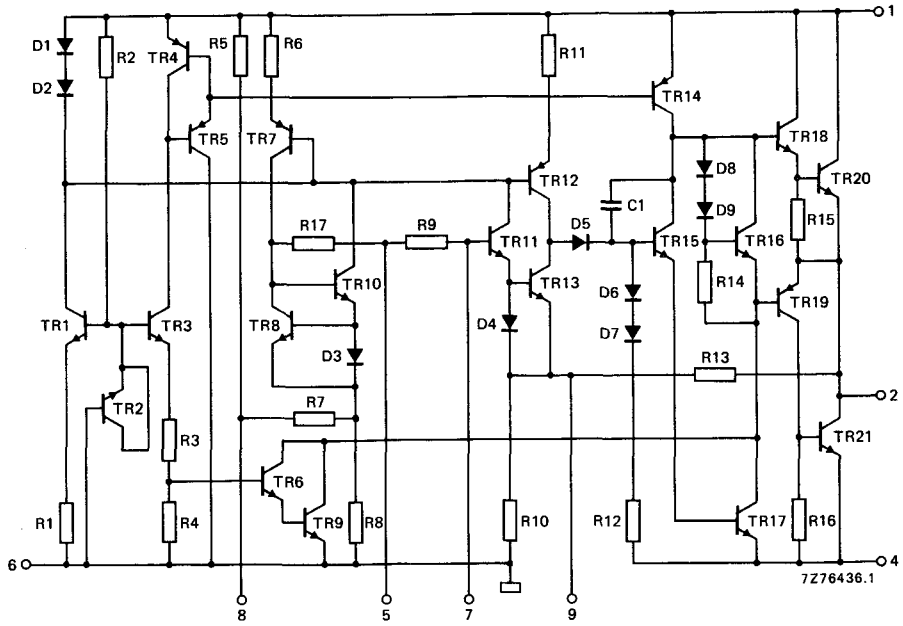 1
D1
R2
TR4
R5
R6
R11
D2
TR14
TR5
TR7
TR18
D8
TR12
TR20
C1
D9
R15
R17
R9
D5
TR11
TR15
TR16
TR10
TR13
D6
R14
TR19
TR1
TR3
TR8
D4
D7
D3
R13
TR2
2
R7
R3
TR21
TR6
R1
R4
TR9
R8
R10
R12
TR17
R16
6
4
7Z76436.1
8
5
7
9